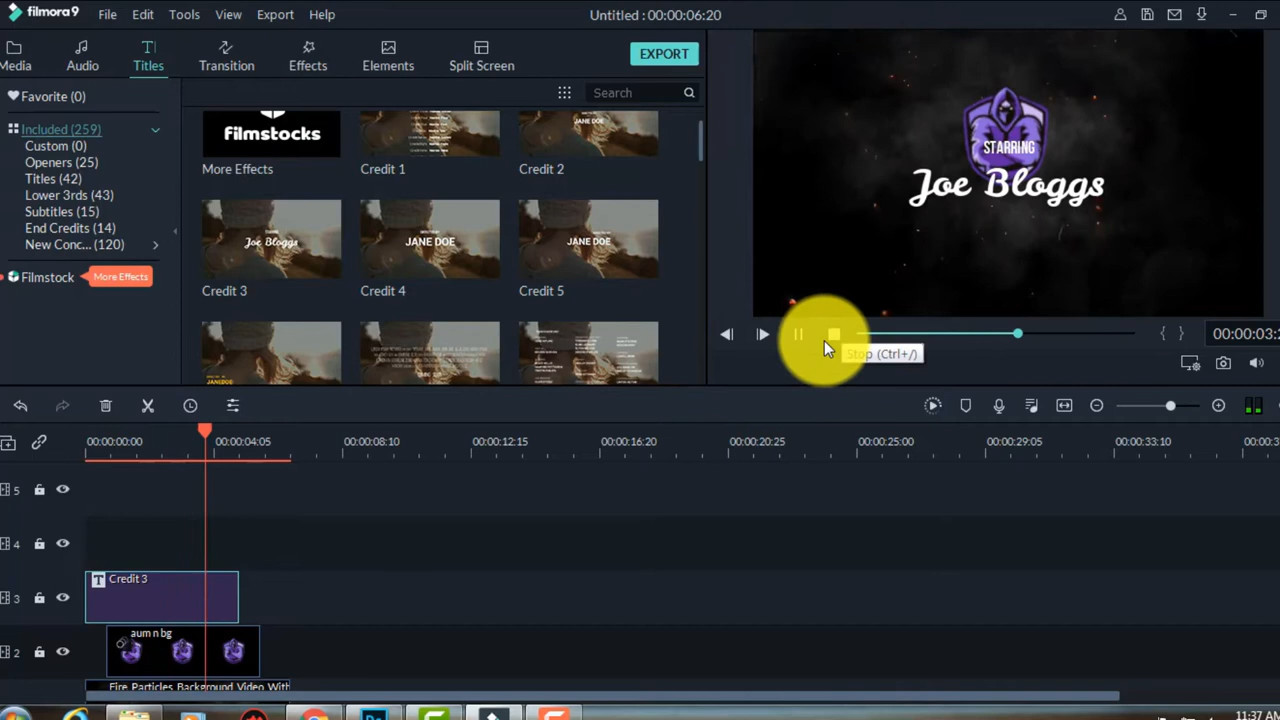 filmora9 File Edit Tools View Export Help Untitled : 00:00:06:20
Media Audio Titles Transition Effects Elements Split Screen EXPORT
Favorite (0)
Search
Included (259)
Custom (0)
Openers (25)
Titles (42)
Lower 3rds (43)
Subtitles (15)
End Credits (14)
New Conc... (120)
Filmstock More Effects
filmstocks
JANE DOE
More Effects Credit 1 Credit 2
Joe Bloggs
JANE DOE
JANE DOE
Credit 3 Credit 4 Credit 5
JANEDOE
STARRING
Joe Bloggs
00:00:03:2
Stop (Ctrl+/)
00:00:00:00 00:00:04:05 00:00:08:10 00:00:12:15 00:00:16:20 00:00:20:25 00:00:25:00 00:00:29:05 00:00:33:10 00:00:3
5
4
3 T Credit 3
2 aum n bg
Fire Particles Background Video With
11:37 AM